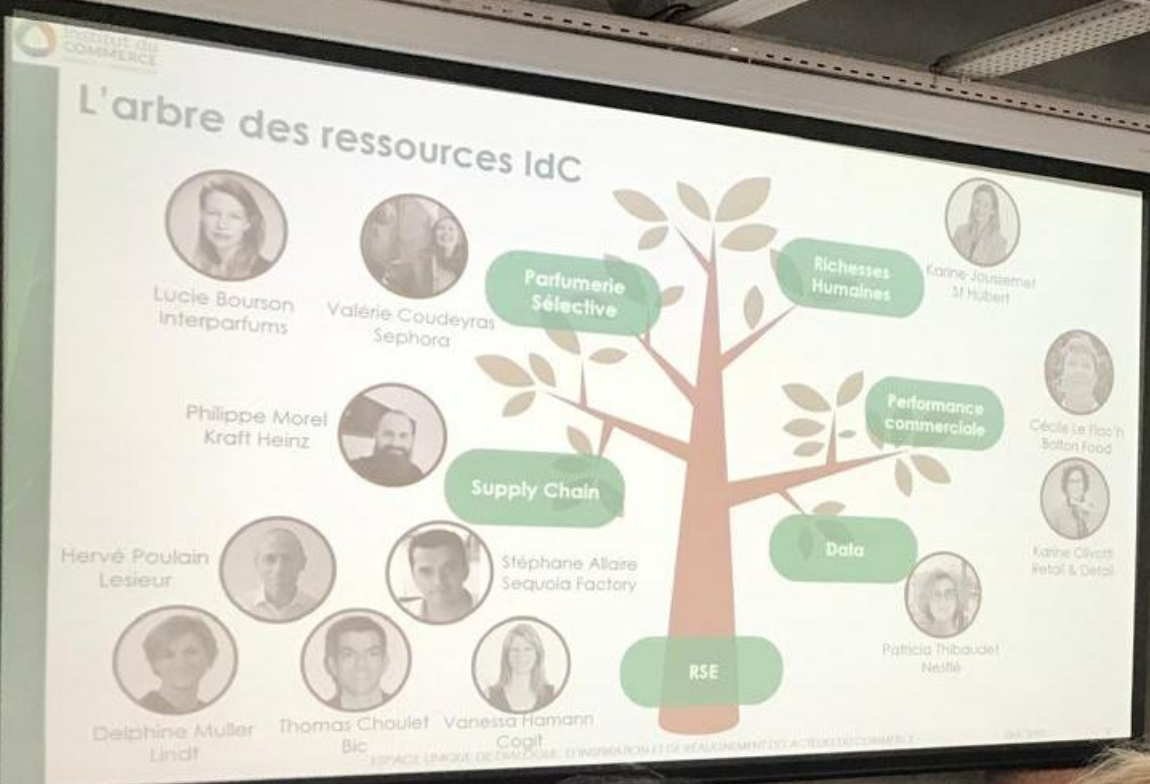 Institut du
COMMERCE
L'arbre des ressources IdC
Lucie Bourson
Interparfums
Valérie Coudeyras
Sephora
Parfumerie
Sélective
Richesses
Humaines
Karine Joussemet
St Hubert
Philippe Morel
Kraft Heinz
Performance
commerciale
Cécile Le Floc'h
Bolton Food
Supply Chain
Karine Olivotti
Retail & Detail
Data
Hervé Poulain
Lesieur
Stéphane Allaire
Sequoia Factory
Patricia Thibaudet
Nestlé
RSE
Delphine Muller
Lindt
Thomas Choulet
Bic
Vanessa Hamann
Cogit
ESPACE UNIQUE DE DIALOGUE, D'INSPIRATION ET DE RÉALIGNEMENT DES ACTEURS DU COMMERCE